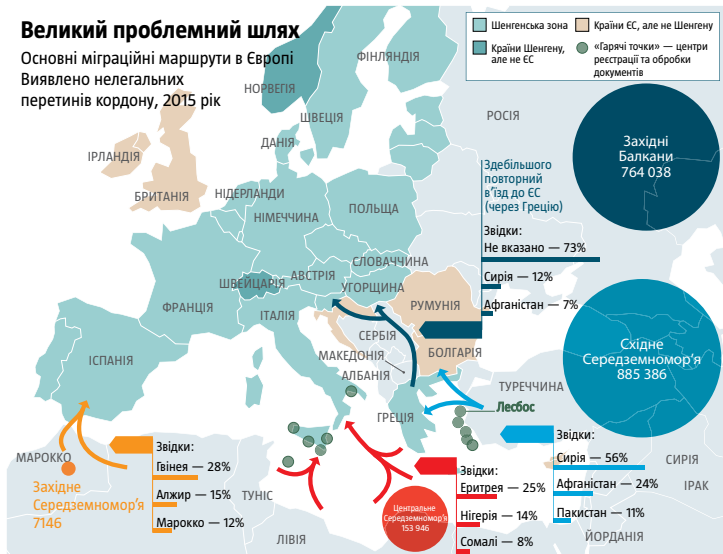 Великий проблемний шлях
Основні міграційні маршрути в Європі
Виявлено нелегальних
перетинів кордону, 2015 рік
Шенгенська зона
Країни ЄС, але не Шенгену
Країни Шенгену,
але не ЄС
«Гарячі точки» — центри
реєстрації та обробки
документів
ФІНЛЯНДІЯ
НОРВЕГІЯ
ШВЕЦІЯ
РОСІЯ
ДАНІЯ
ІРЛАНДІЯ
БРИТАНІЯ
НІДЕРЛАНДИ
НІМЕЧЧИНА
ПОЛЬЩА
СЛОВАЧЧИНА
АВСТРІЯ
ШВЕЙЦАРІЯ
УГОРЩИНА
ФРАНЦІЯ
ІТАЛІЯ
РУМУНІЯ
СЕРБІЯ
МАКЕДОНІЯ
БОЛГАРІЯ
АЛБАНІЯ
ІСПАНІЯ
ТУРЕЧЧИНА
ГРЕЦІЯ
Лесбос
МАРОККО
ТУНІС
ЛІВІЯ
СИРІЯ
ІРАК
ЙОРДАНІЯ
Західні
Балкани
764 038
Здебільшого
повторний
в’їзд до ЄС
(через Грецію)
Звідки:
Не вказано — 73%
Сирія — 12%
Афганістан — 7%
Східне
Середземномор’я
885 386
Звідки:
Сирія — 56%
Афганістан — 24%
Пакистан — 11%
Центральне
Середземномор’я
153 946
Звідки:
Еритрея — 25%
Нігерія — 14%
Сомалі — 8%
Західне
Середземномор’я
7146
Звідки:
Гвінея — 28%
Алжир — 15%
Марокко — 12%